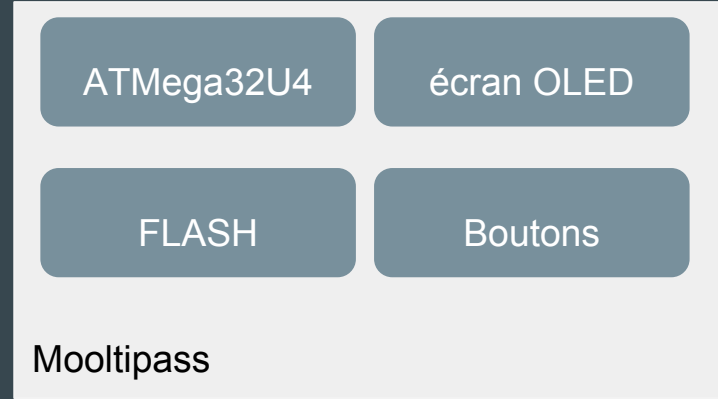 ATMega32U4
écran OLED
FLASH
Boutons
Mooltipass